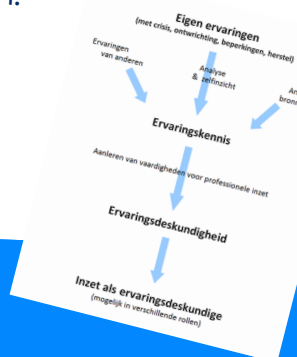 Eigen ervaringen
(met crisis, ontwrichting, beperkingen, herstel)
Ervaringen
van anderen
Analyse
& zelfinzicht
Ervaringskennis
Aanleren van vaardigheden voor professionele inzet
Ervaringsdeskundigheid
Inzet als ervaringsdeskundige
(mogelijk in verschillende rollen)